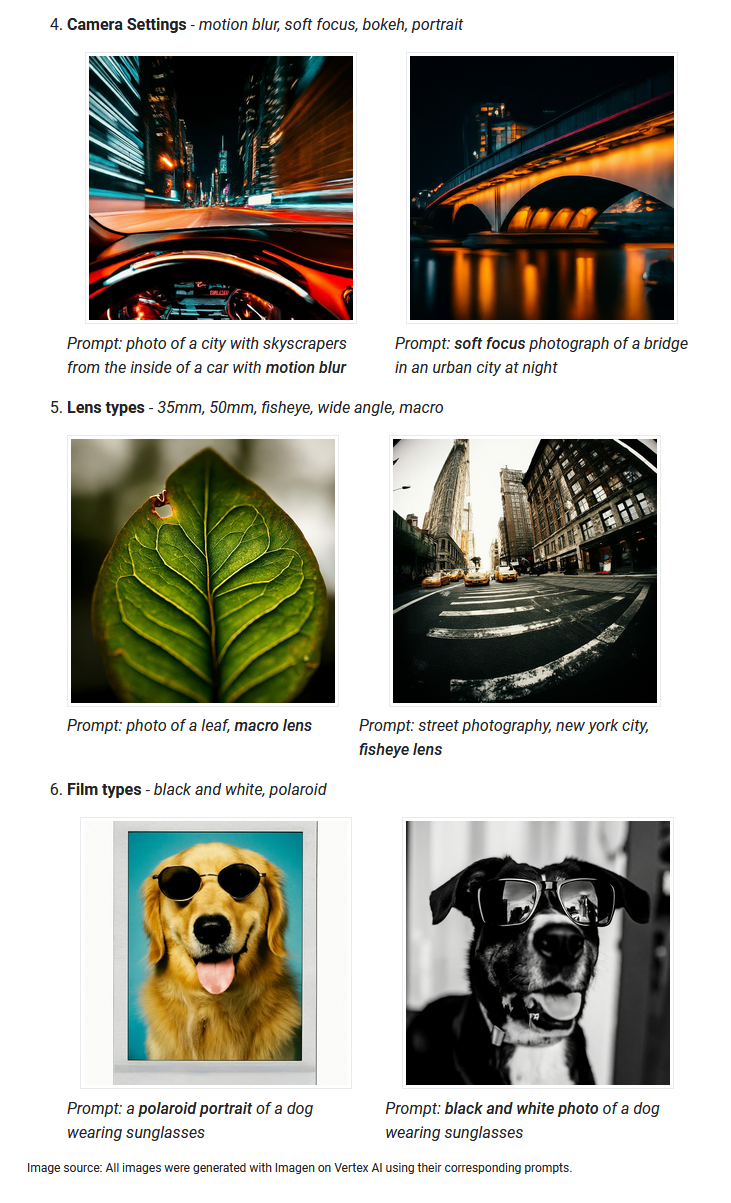 4. Camera Settings - motion blur, soft focus, bokeh, portrait
Prompt: photo of a city with skyscrapers
from the inside of a car with motion blur
Prompt: soft focus photograph of a bridge
in an urban city at night
5. Lens types - 35mm, 50mm, fisheye, wide angle, macro
Prompt: photo of a leaf, macro lens
Prompt: street photography, new york city,
fisheye lens
6. Film types - black and white, polaroid
Prompt: a polaroid portrait of a dog
wearing sunglasses
Prompt: black and white photo of a dog
wearing sunglasses
Image source: All images were generated with Imagen on Vertex AI using their corresponding prompts.